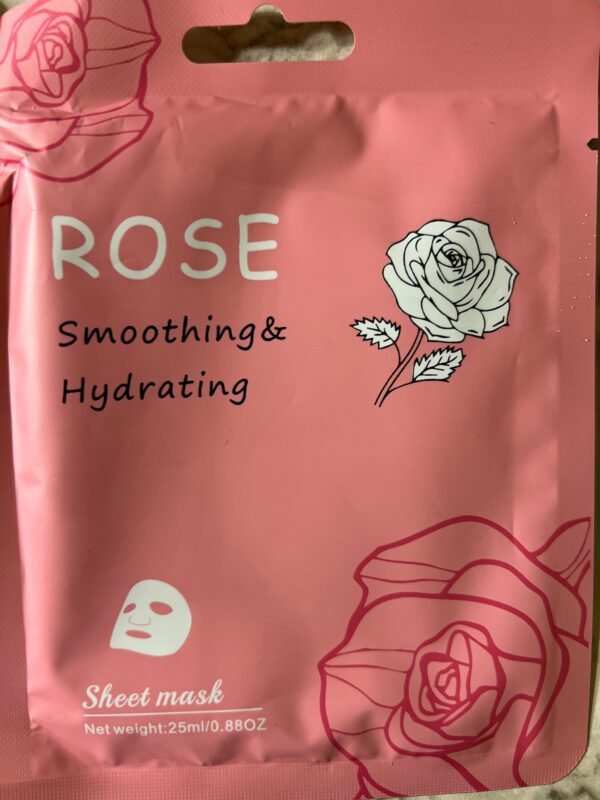 ROSE
Smoothing&
Hydrating
Sheet mask
Net weight:25ml/0.88OZ